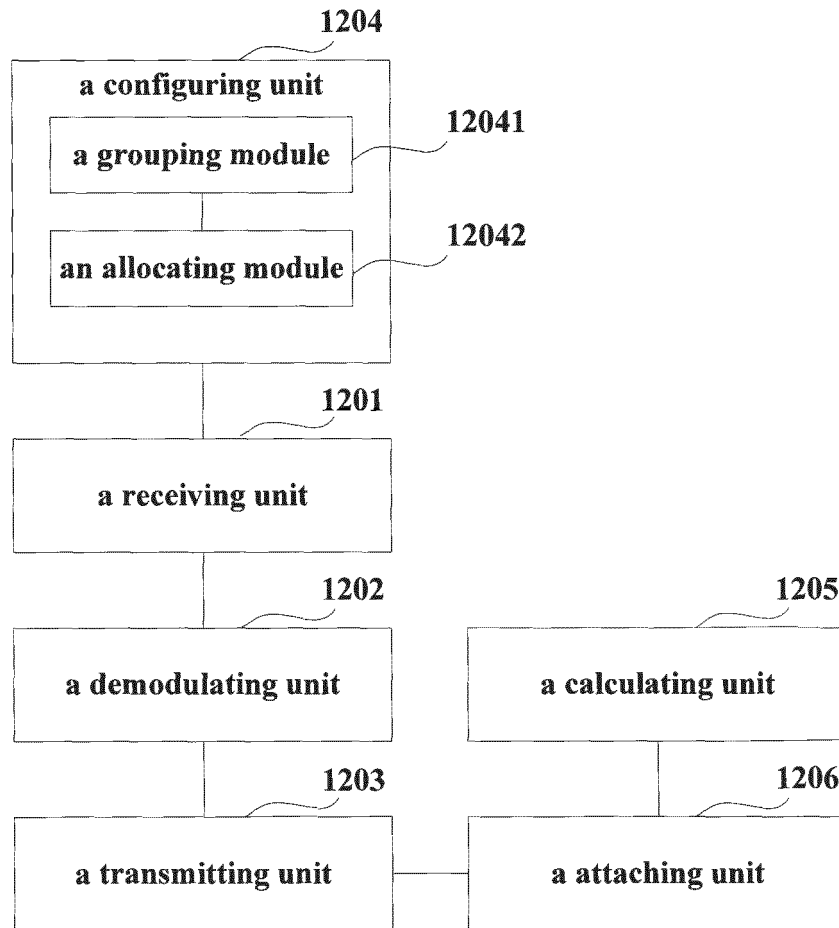 1204
a configuring unit
12041
a grouping module
12042
an allocating module
1201
a receiving unit
1202
a demodulating unit
1205
a calculating unit
1203
a transmitting unit
1206
a attaching unit